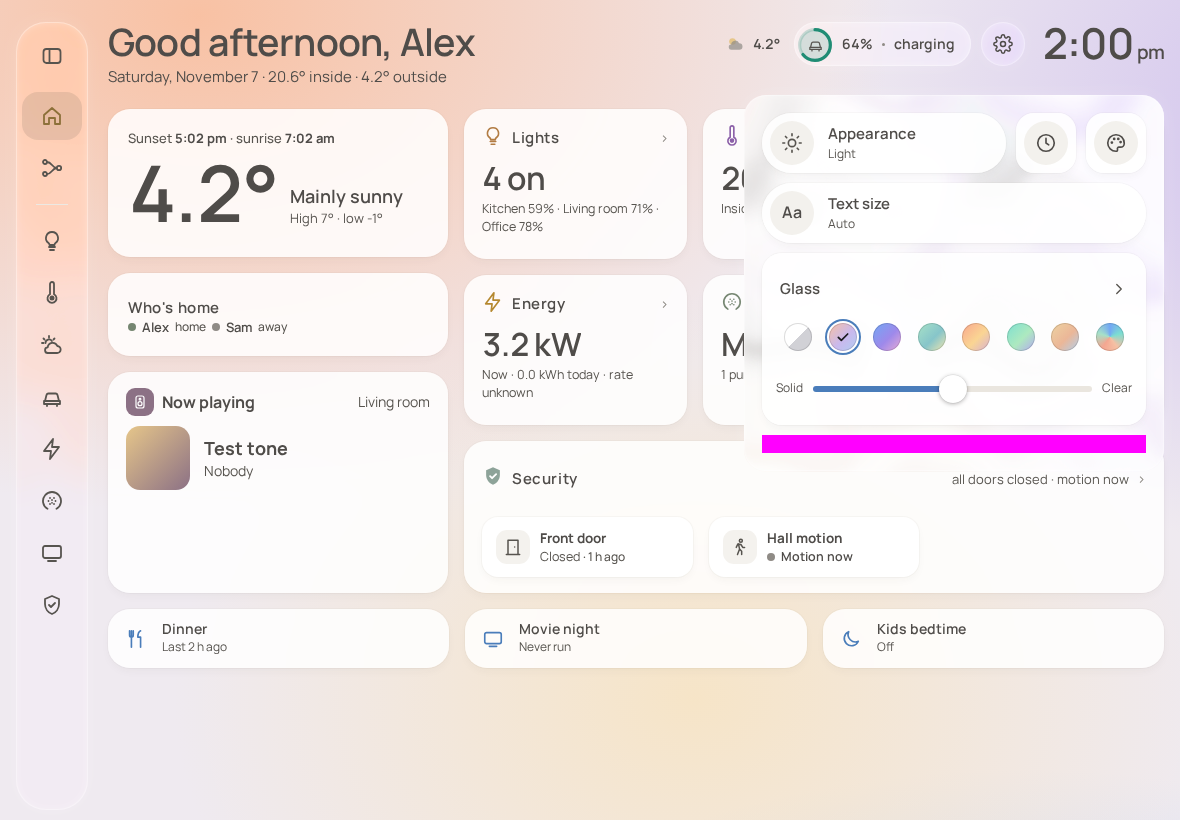 Good afternoon, Alex
Saturday, November 7 · 20.6° inside · 4.2° outside
4.2°
64% • charging
2:00 pm
Sunset 5:02 pm · sunrise 7:02 am
4.2°
Mainly sunny
High 7° · low -1°
Who's home
Alex home Sam away
Now playing
Living room
Test tone
Nobody
Lights
4 on
Kitchen 59% · Living room 71% ·
Office 78%
Energy
3.2 kW
Now · 0.0 kWh today · rate
unknown
Appearance
Light
Aa
Text size
Auto
Glass
Solid
Clear
Security
all doors closed · motion now
Front door
Closed · 1 h ago
Hall motion
Motion now
Dinner
Last 2 h ago
Movie night
Never run
Kids bedtime
Off